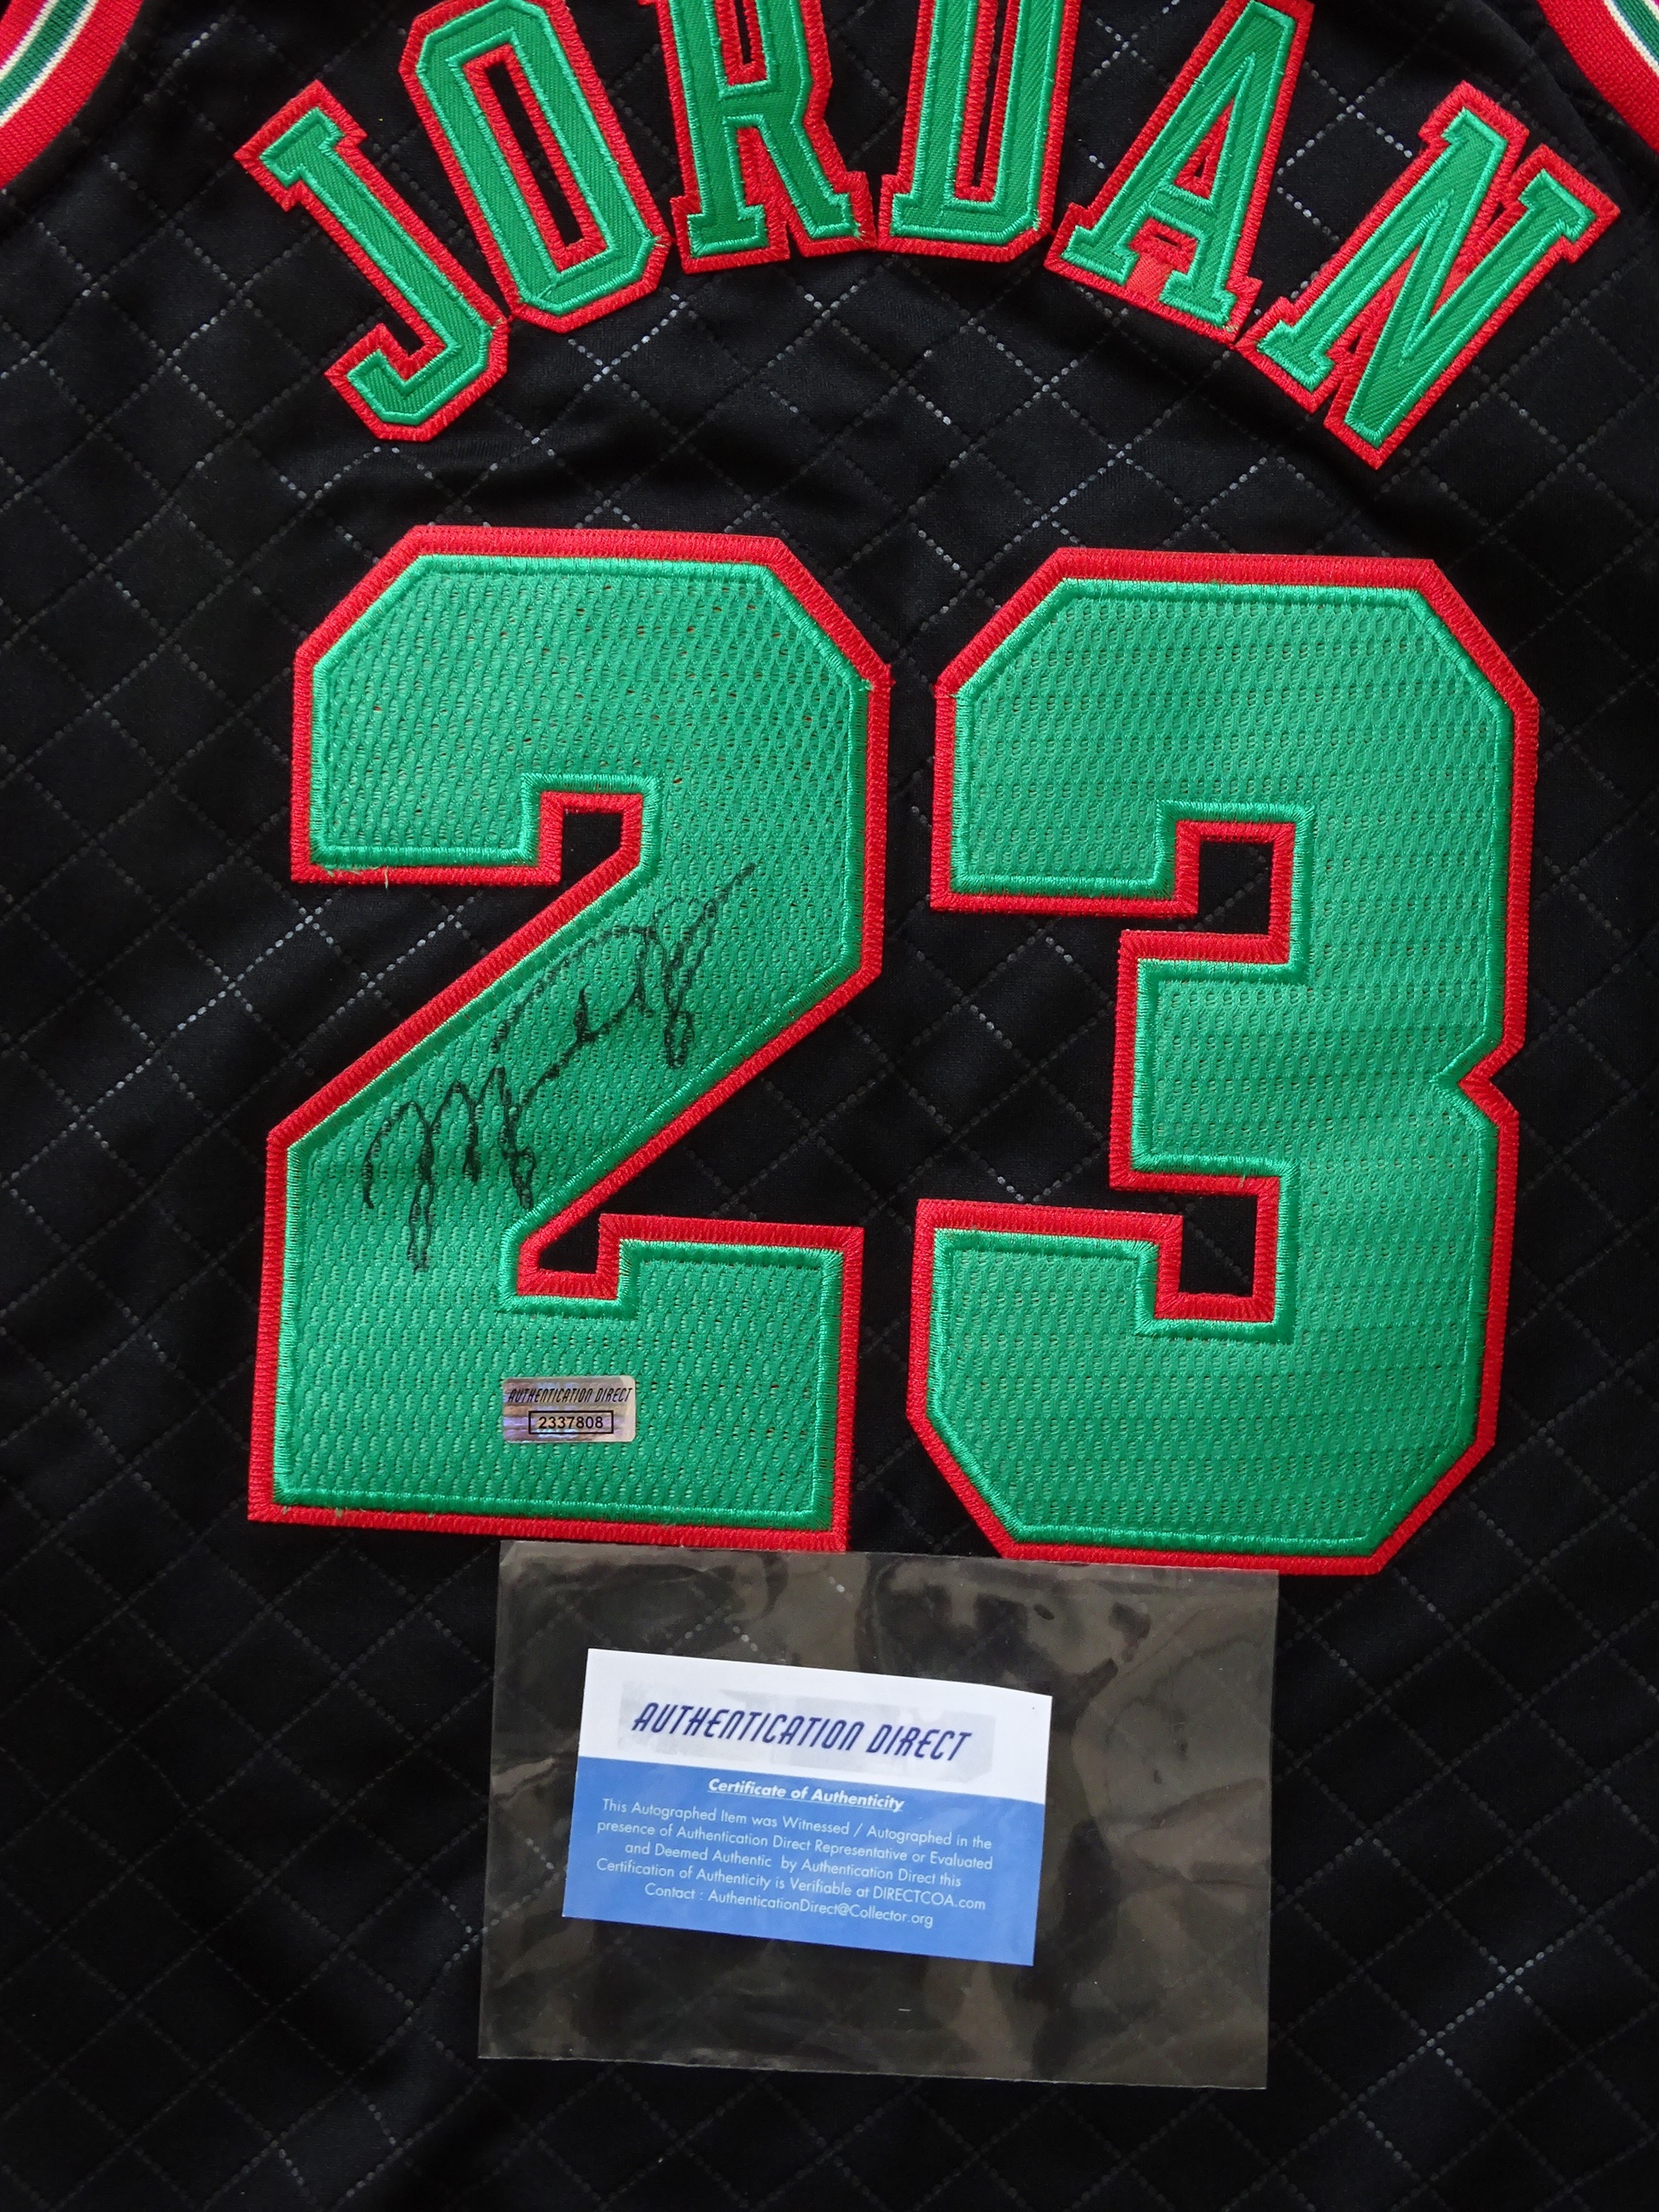 JORDAN
23
AUTHENTICATION DIRECT
2337808
AUTHENTICATION DIRECT
Certificate of Authenticity
This Autographed Item was Witnessed / Autographed in the
presence of Authentication Direct Representative or Evaluated
and Deemed Authentic by Authentication Direct this
Certification of Authenticity is Verifiable at DIRECTCOA.com
Contact : AuthenticationDirect@Collector.org